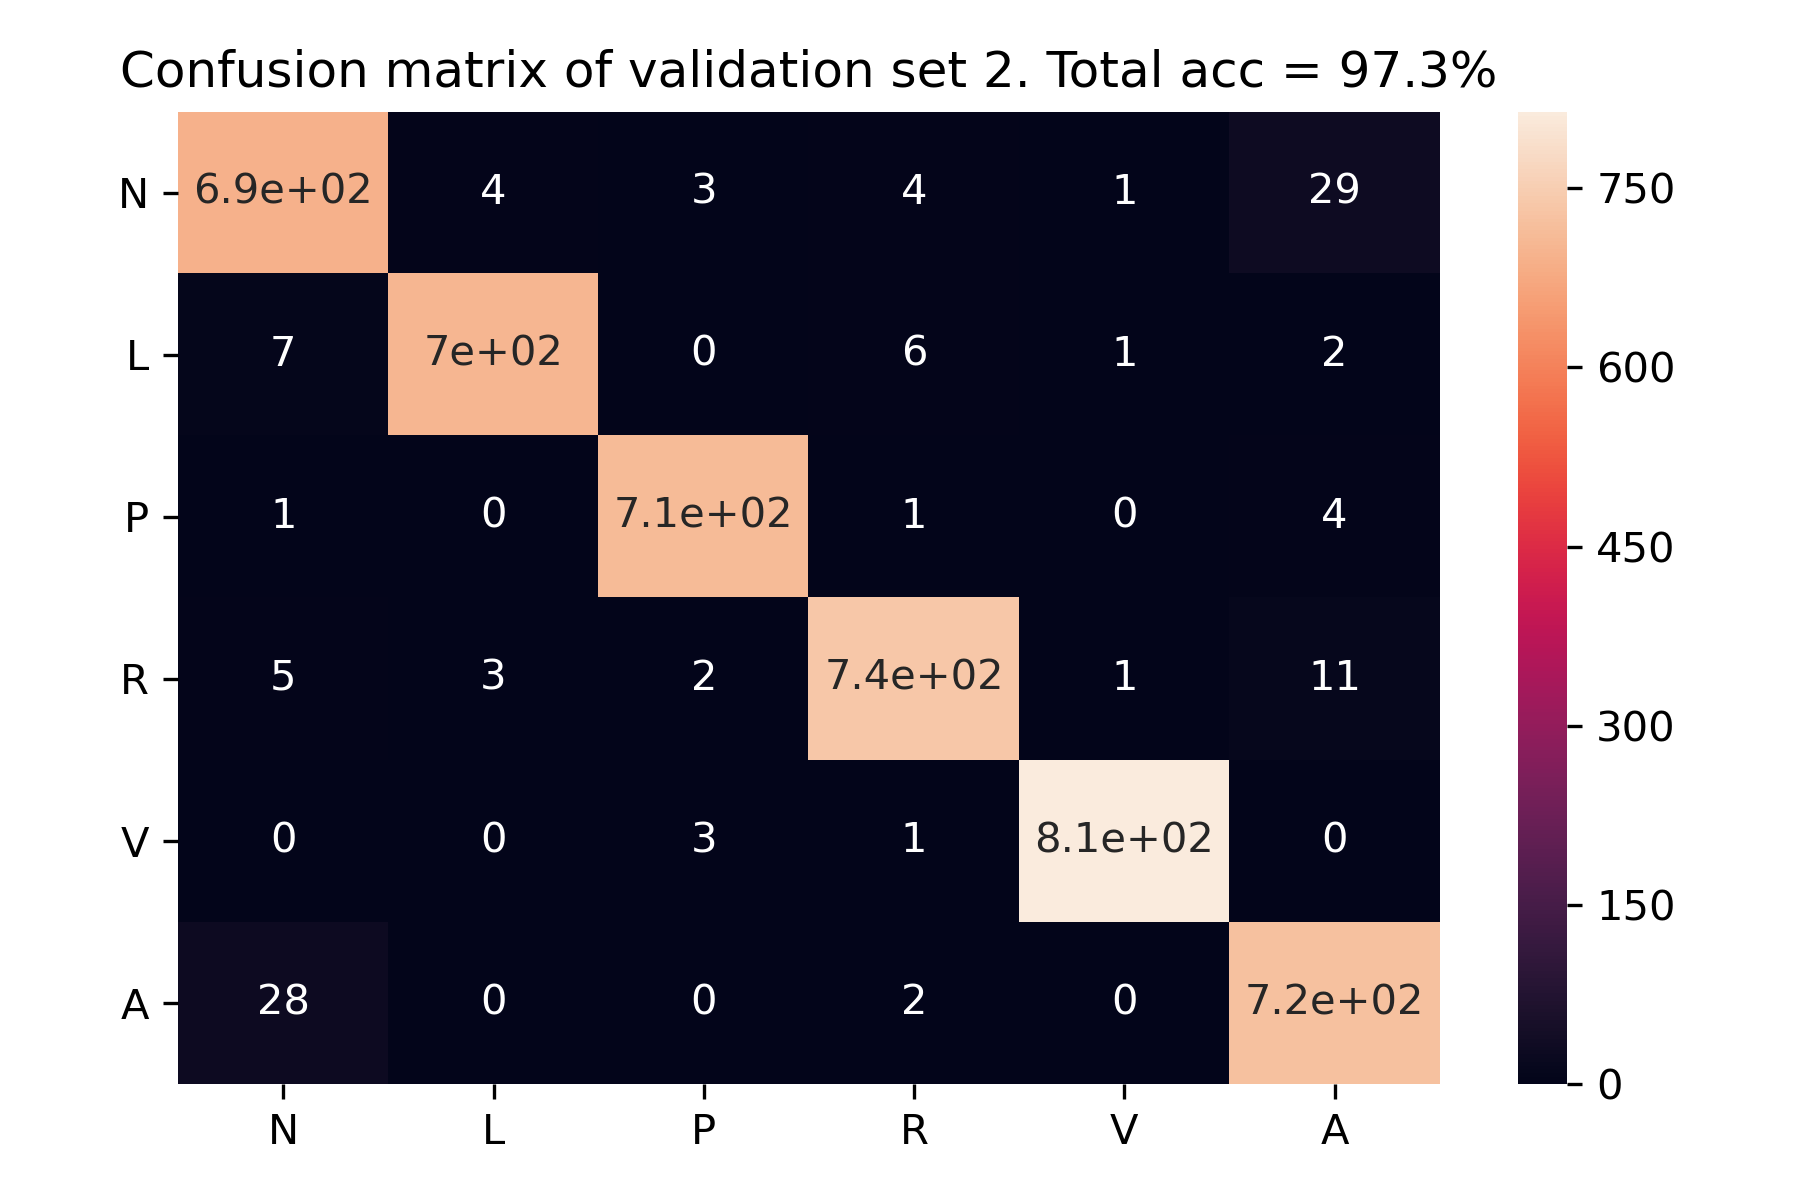 Confusion matrix of validation set 2. Total acc = 97.3%
N 6.9e+02 4 3 4 1 29
L 7 7e+02 0 6 1 2
P 1 0 7.1e+02 1 0 4
R 5 3 2 7.4e+02 1 11
V 0 0 3 1 8.1e+02 0
A 28 0 0 2 0 7.2e+02
N L P R V A
750
600
450
300
150
0